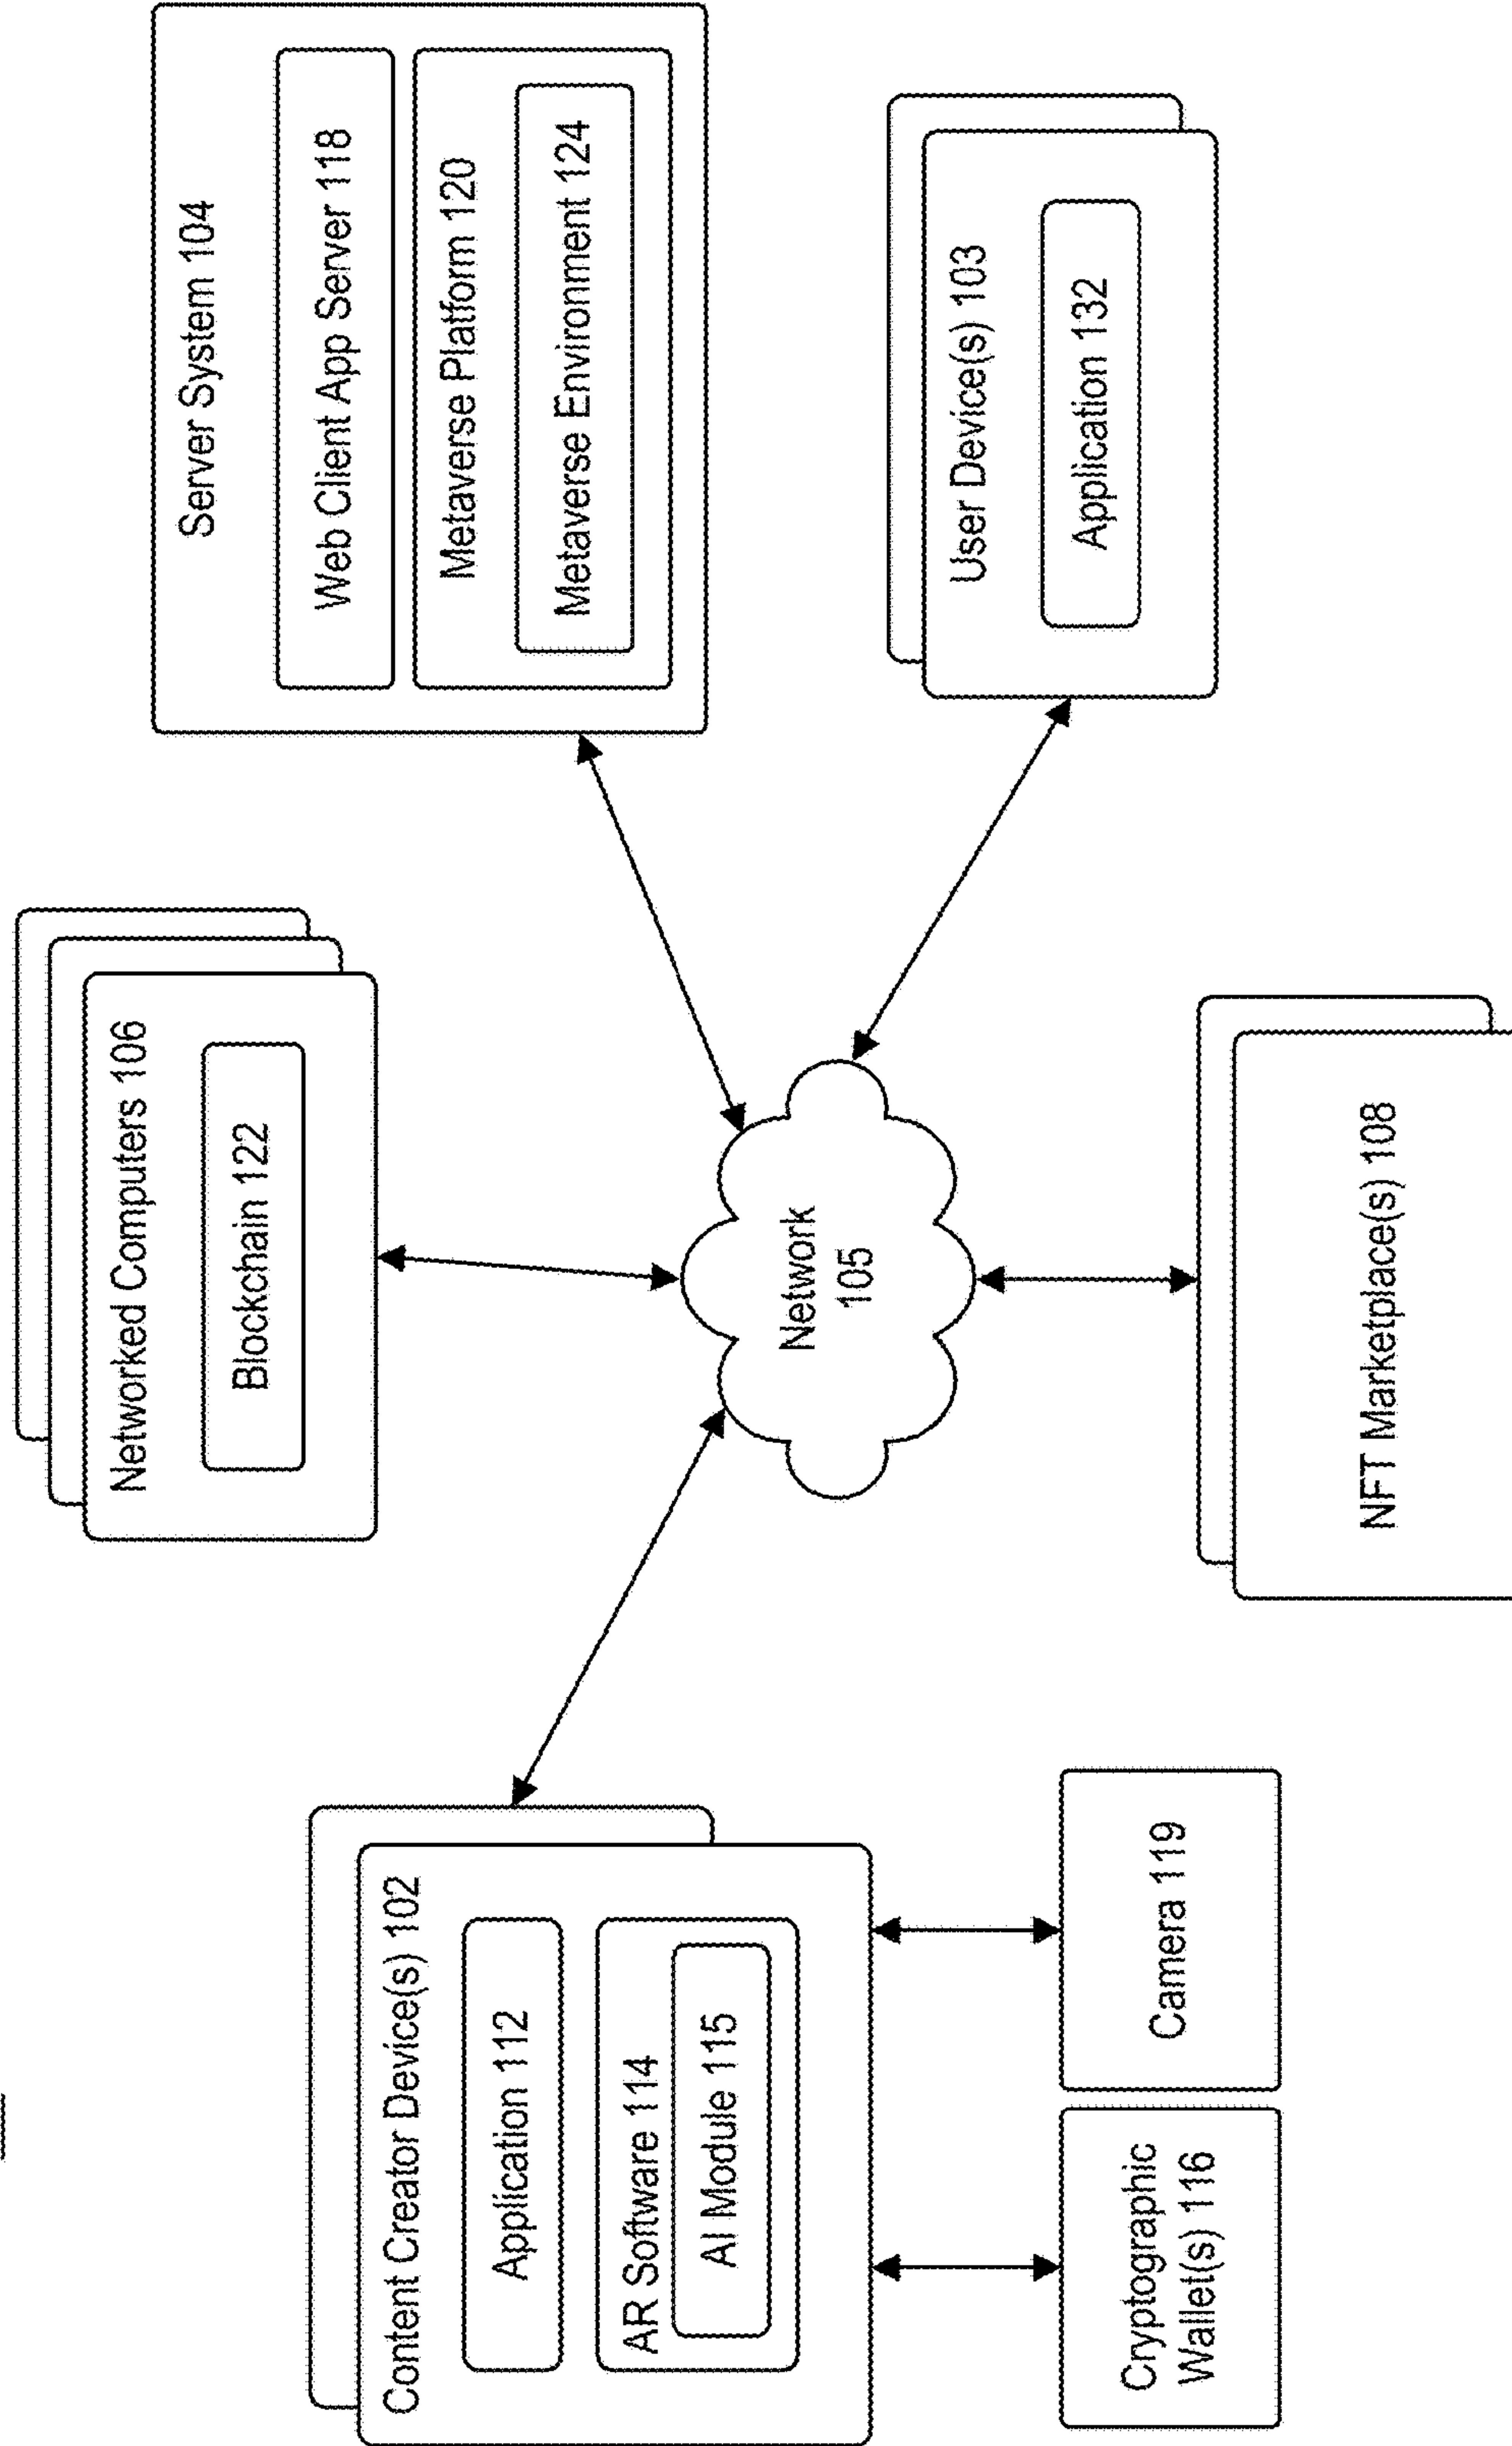 Networked Computers 106
Blockchain 122
Server System 104
Web Client App Server 118
Metaverse Platform 120
Metaverse Environment 124
Content Creator Device(s) 102
Application 112
AR Software 114
AI Module 115
Network
105
User Device(s) 103
Application 132
Cryptographic
Wallet(s) 116
Camera 119
NFT Marketplace(s) 108